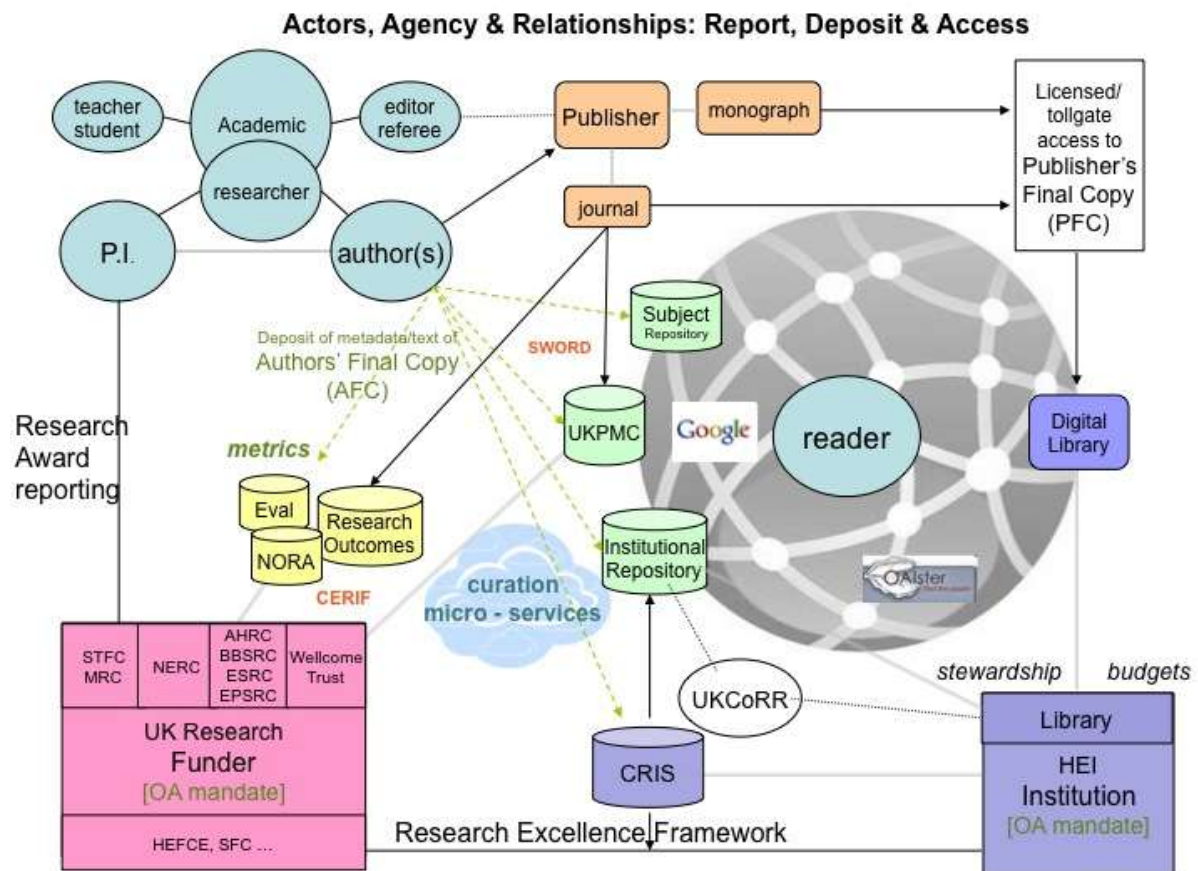 Actors, Agency & Relationships: Report, Deposit & Access
teacher
student
Academic
editor
referee
researcher
P.I.
author(s)
Publisher
monograph
journal
Licensed/
tollgate
access to
Publisher's
Final Copy
(PFC)
Subject
Repository
Deposit of metadata/text of
Authors' Final Copy
(AFC)
SWORD
UKPMC
Google
reader
Digital
Library
Research
Award
reporting
metrics
Eval
NORA
Research
Outcomes
CERIF
curation
micro - services
Institutional
Repository
OAIster
stewardship
budgets
UKCoRR
CRIS
STFC
MRC
NERC
AHRC
BBSRC
ESRC
EPSRC
Wellcome
Trust
UK Research
Funder
[OA mandate]
HEFCE, SFC ...
Research Excellence Framework
Library
HEI
Institution
[OA mandate]